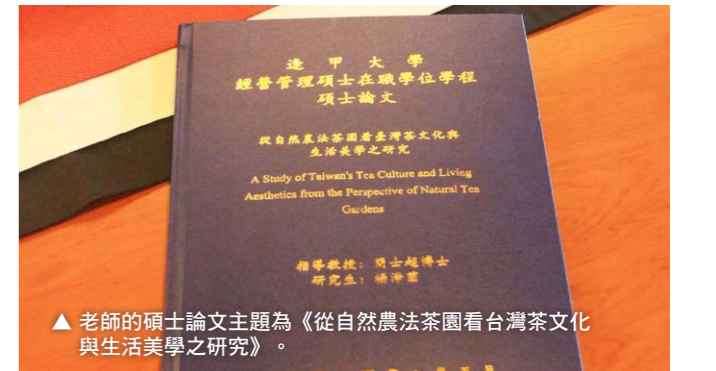 逢甲大學
經營管理碩士在職學位學程
碩士論文
從自然農法茶園看臺灣茶文化與
生活美學之研究
A Study of Taiwan's Tea Culture and Living
Aesthetics from the Perspective of Natural Tea
Gardens
指導教授：
研究生：楊
▲ 老師的碩士論文主題為《從自然農法茶園看台灣茶文化
與生活美學之研究》。